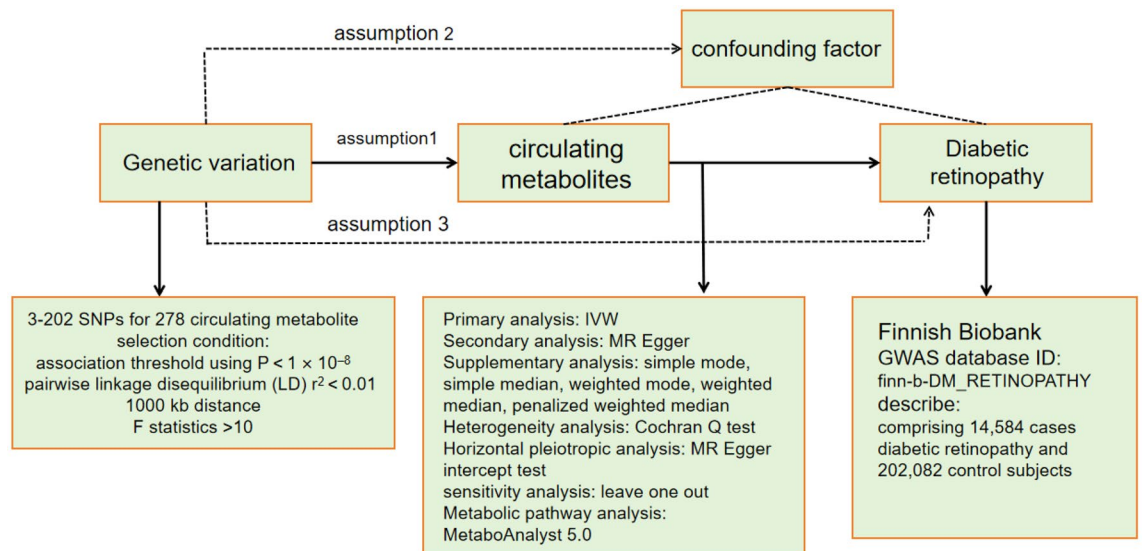 assumption 2
confounding factor
Genetic variation
assumption1
circulating
metabolites
Diabetic
retinopathy
assumption 3
3-202 SNPs for 278 circulating metabolite
selection condition:
association threshold using P < 1 × 10⁻⁸
pairwise linkage disequilibrium (LD) r² < 0.01
1000 kb distance
F statistics >10
Primary analysis: IVW
Secondary analysis: MR Egger
Supplementary analysis: simple mode,
simple median, weighted mode, weighted
median, penalized weighted median
Heterogeneity analysis: Cochran Q test
Horizontal pleiotropic analysis: MR Egger
intercept test
sensitivity analysis: leave one out
Metabolic pathway analysis:
MetaboAnalyst 5.0
Finnish Biobank
GWAS database ID:
finn-b-DM_RETINOPATHY
describe:
comprising 14,584 cases
diabetic retinopathy and
202,082 control subjects